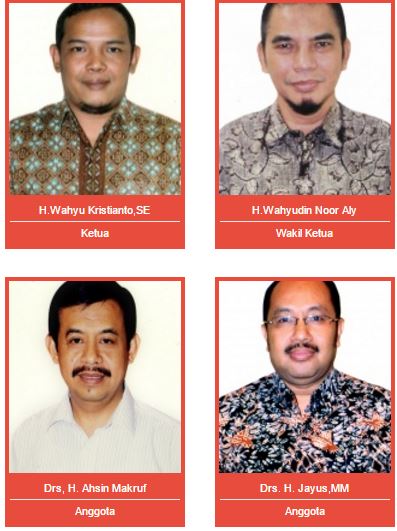 H.Wahyu Kristianto,SE
Ketua
H.Wahyudin Noor Aly
Wakil Ketua
Drs, H. Ahsin Makruf
Anggota
Drs. H. Jayus,MM
Anggota